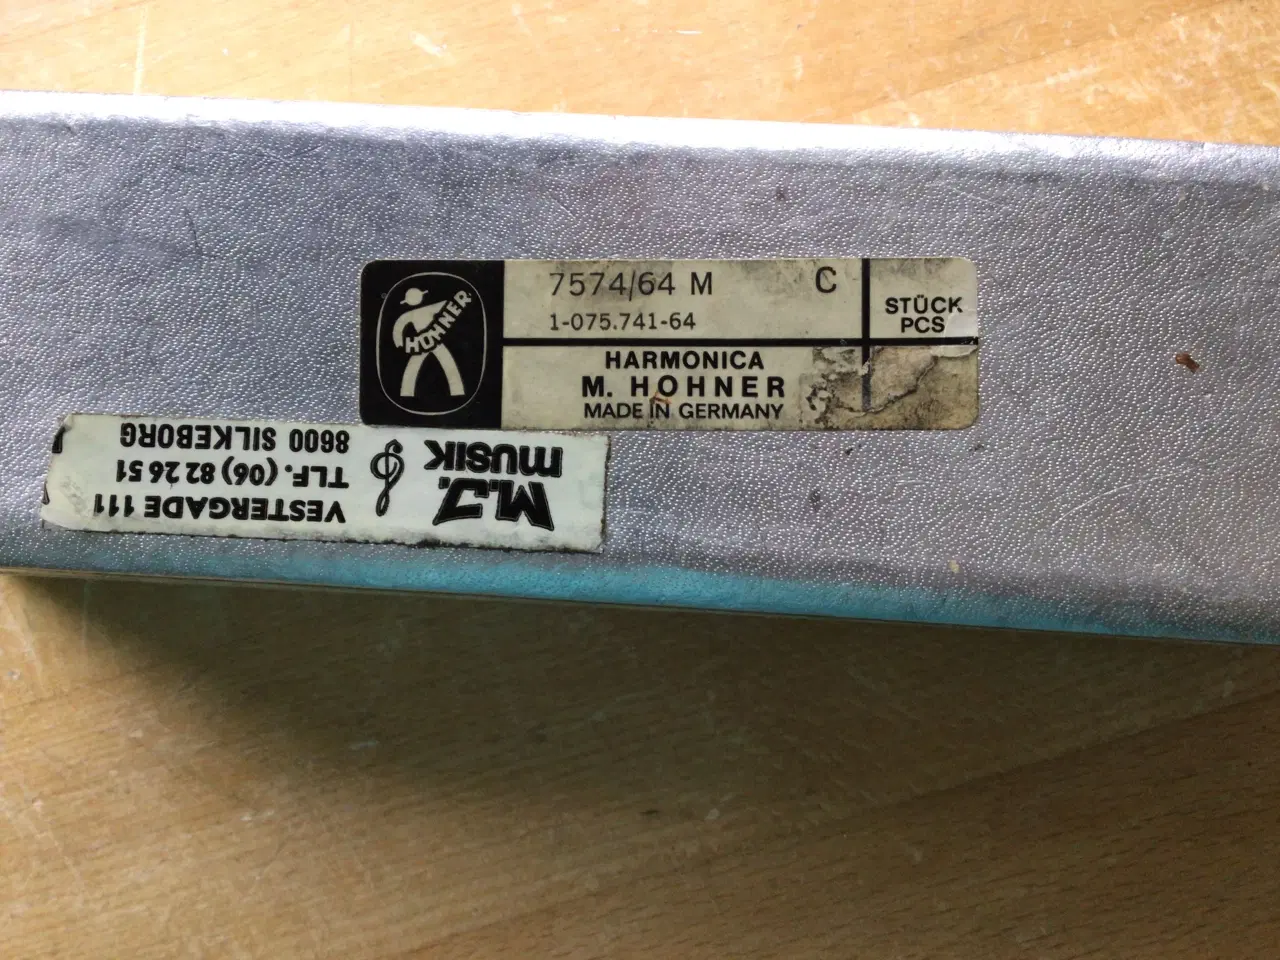 HOHNER
7574/64 M C
1-075.741-64
STÜCK
PCS
HARMONICA
M. HOHNER
MADE IN GERMANY
M.J.
MUSIK
VESTERGADE 111
TLF. (06) 82 26 51
8600 SILKEBORG